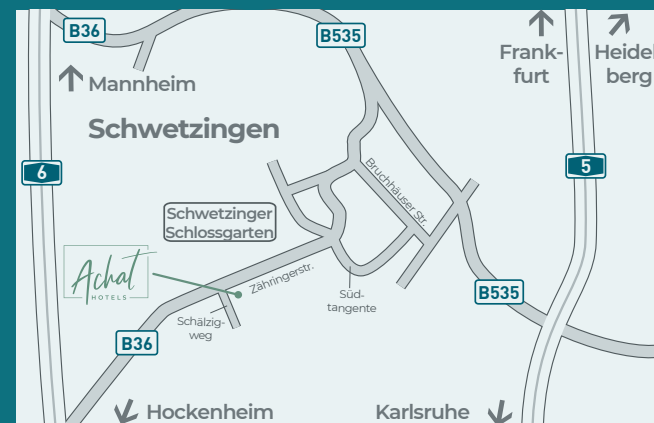 B36
B535
Frank-
furt
Heidel
berg
Mannheim
Schwetzingen
6
5
Bruchhäuser Str.
Schwetzinger
Schlossgarten
Achat
HOTELS
Zähringerstr.
Süd-
tangente
B535
Schälzig-
weg
B36
Hockenheim
Karlsruhe